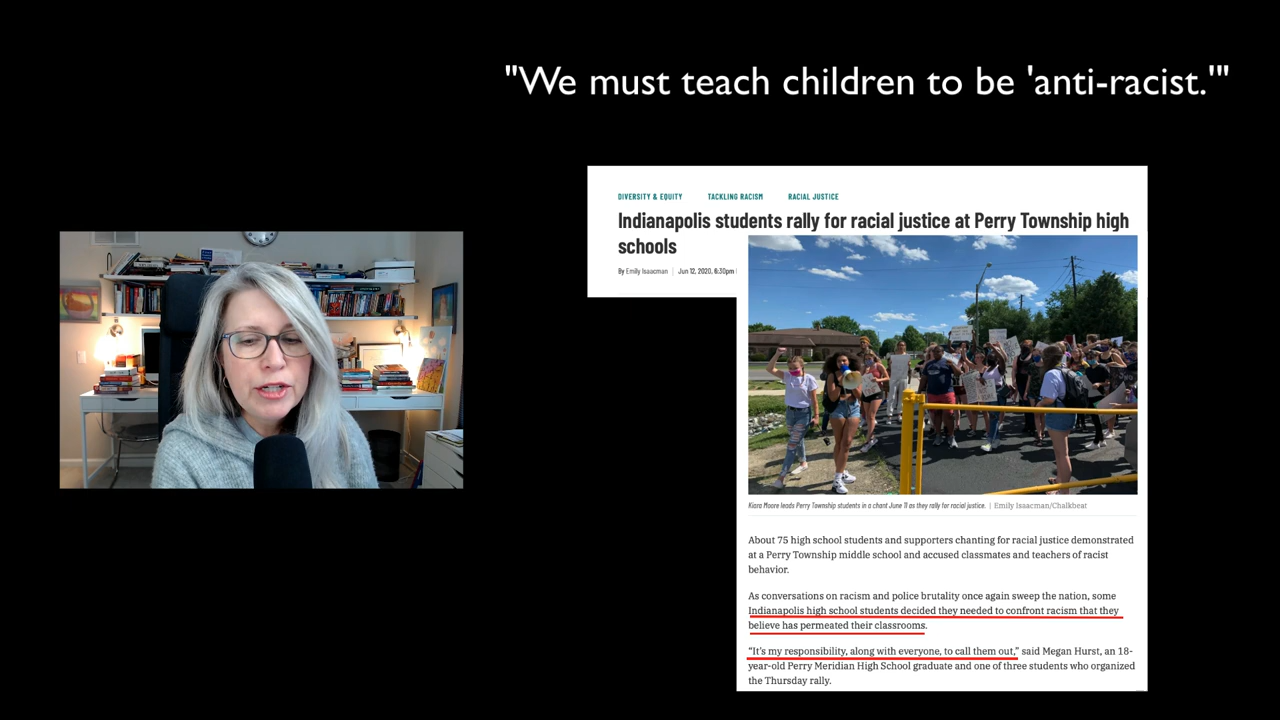 "We must teach children to be 'anti-racist.'"
DIVERSITY & EQUITY TACKLING RACISM RACIAL JUSTICE
Indianapolis students rally for racial justice at Perry Township high
schools
By Emily Isaacman | Jun 12, 2020, 6:30pm
Kiara Moore leads Perry Township students in a chant June 11 as they rally for racial justice. | Emily Isaacman/Chalkbeat
About 75 high school students and supporters chanting for racial justice demonstrated
at a Perry Township middle school and accused classmates and teachers of racist
behavior.
As conversations on racism and police brutality once again sweep the nation, some
Indianapolis high school students decided they needed to confront racism that they
believe has permeated their classrooms.
“It’s my responsibility, along with everyone, to call them out,” said Megan Hurst, an 18-
year-old Perry Meridian High School graduate and one of three students who organized
the Thursday rally.